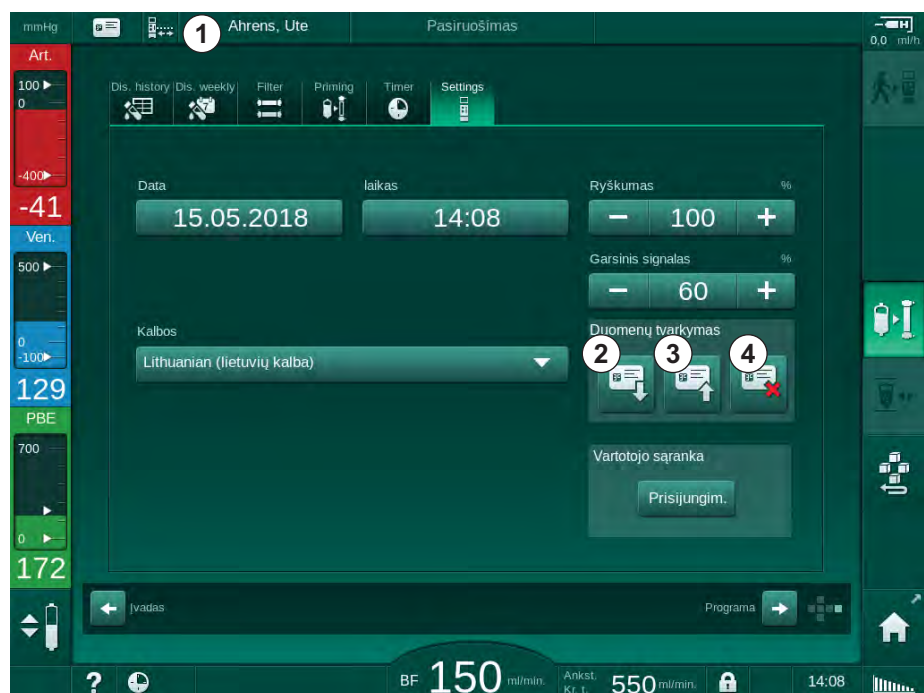 mmHg
1
Ahrens, Ute
Pasiruošimas
0,0 ml/h
Art.
100
0
-400
-41
Ven.
500
0
-100
129
PBE
700
0
172
Dis. history
Dis. weekly
Filter
Priming
Timer
Settings
Data
laikas
Ryškumas %
15.05.2018
14:08
− 100 +
Garsinis signalas %
− 60 +
Kalbos
Duomenų tvarkymas
Lithuanian (lietuvių kalba)
2 3 4
Vartotojo sąranka
Prisijungim.
Įvadas
Programa
? BF 150 ml/min.
Ankst.
Kr. t. 550 ml/min.
14:08